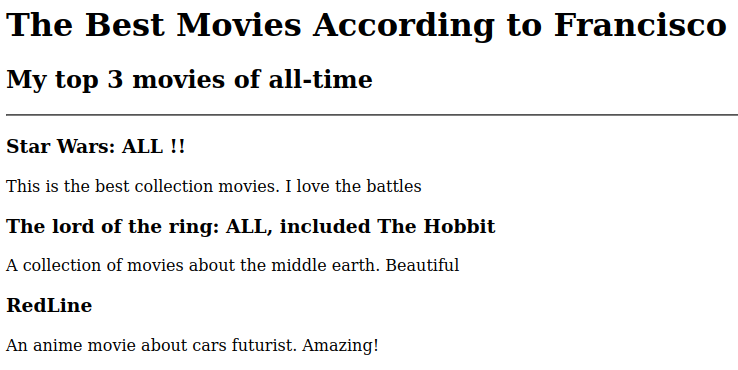 The Best Movies According to Francisco
My top 3 movies of all-time
Star Wars: ALL !!
This is the best collection movies. I love the battles
The lord of the ring: ALL, included The Hobbit
A collection of movies about the middle earth. Beautiful
RedLine
An anime movie about cars futurist. Amazing!